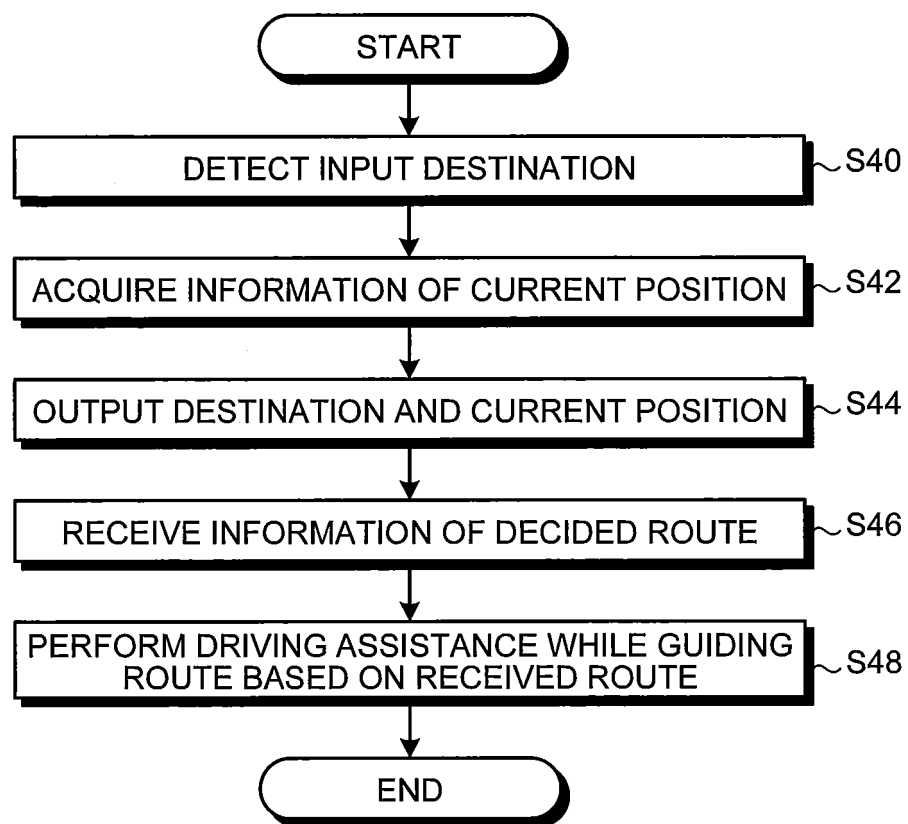 START
DETECT INPUT DESTINATION
S40
ACQUIRE INFORMATION OF CURRENT POSITION
S42
OUTPUT DESTINATION AND CURRENT POSITION
S44
RECEIVE INFORMATION OF DECIDED ROUTE
S46
PERFORM DRIVING ASSISTANCE WHILE GUIDING
ROUTE BASED ON RECEIVED ROUTE
S48
END